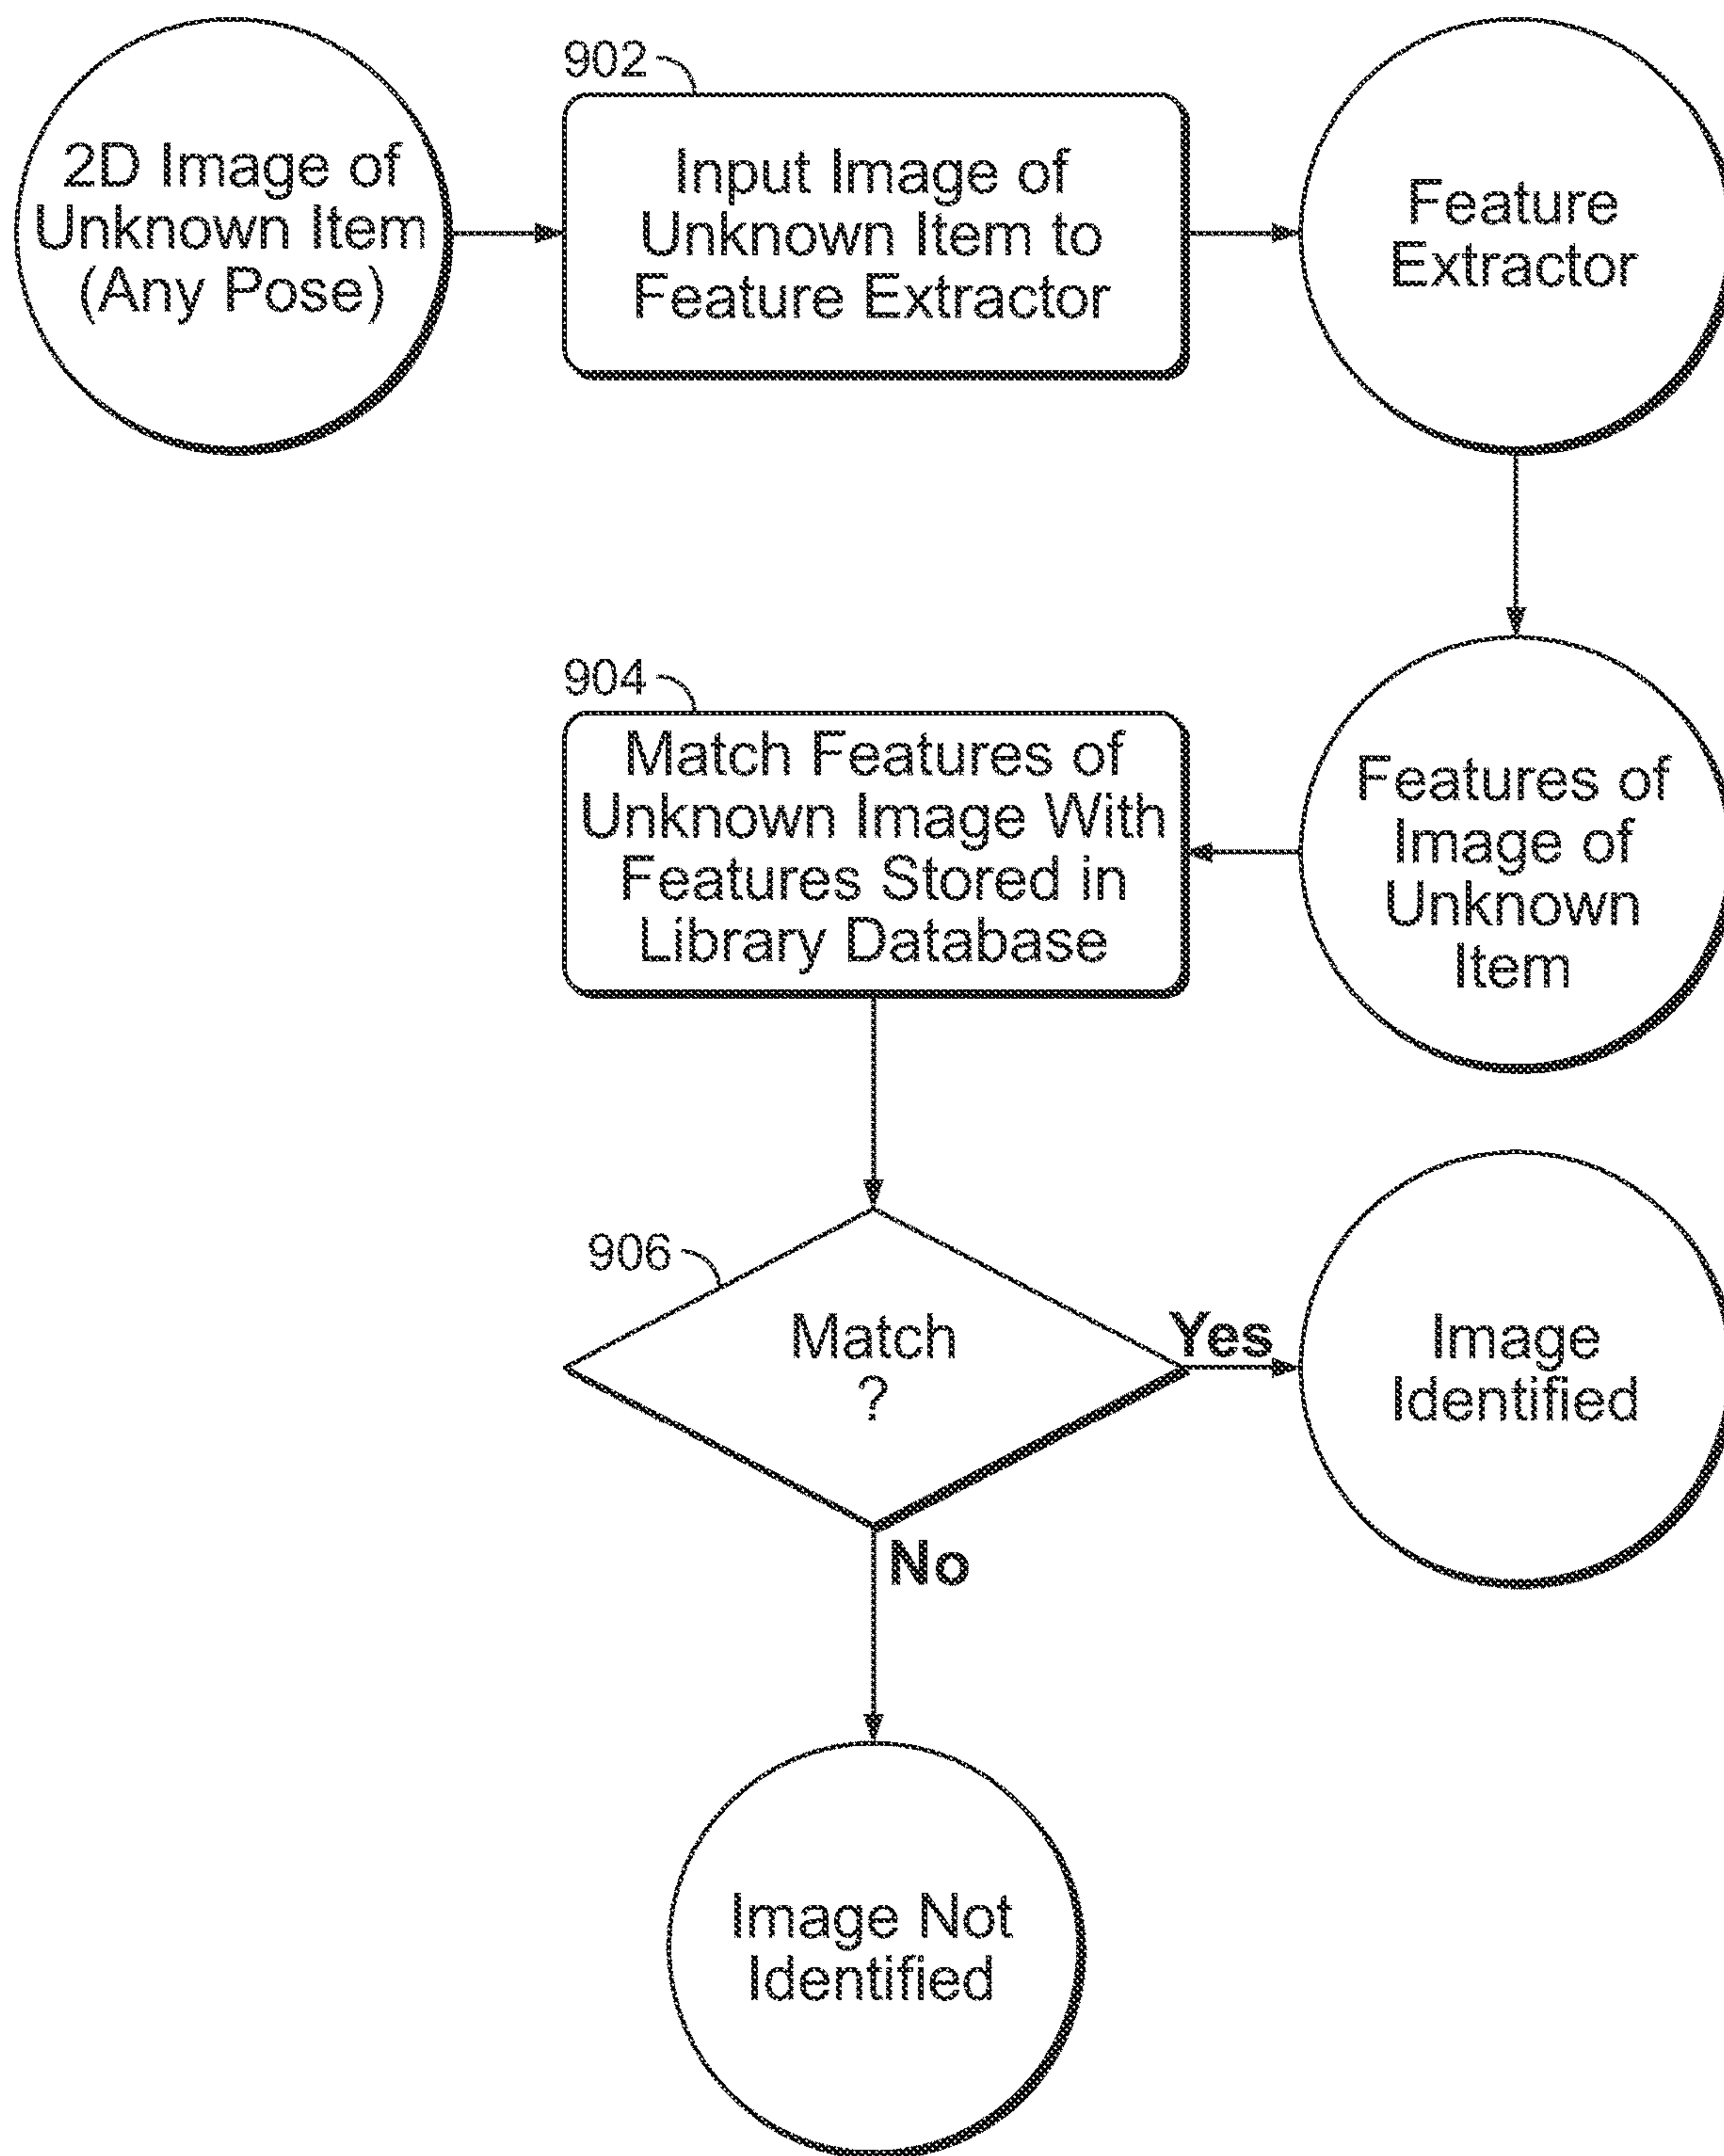 2D Image of
Unknown Item
(Any Pose)
902
Input Image of
Unknown Item to
Feature Extractor
Feature
Extractor
904
Match Features of
Unknown Image With
Features Stored in
Library Database
Features of
Image of
Unknown
Item
906
Match
?
Yes
Image
Identified
No
Image Not
Identified